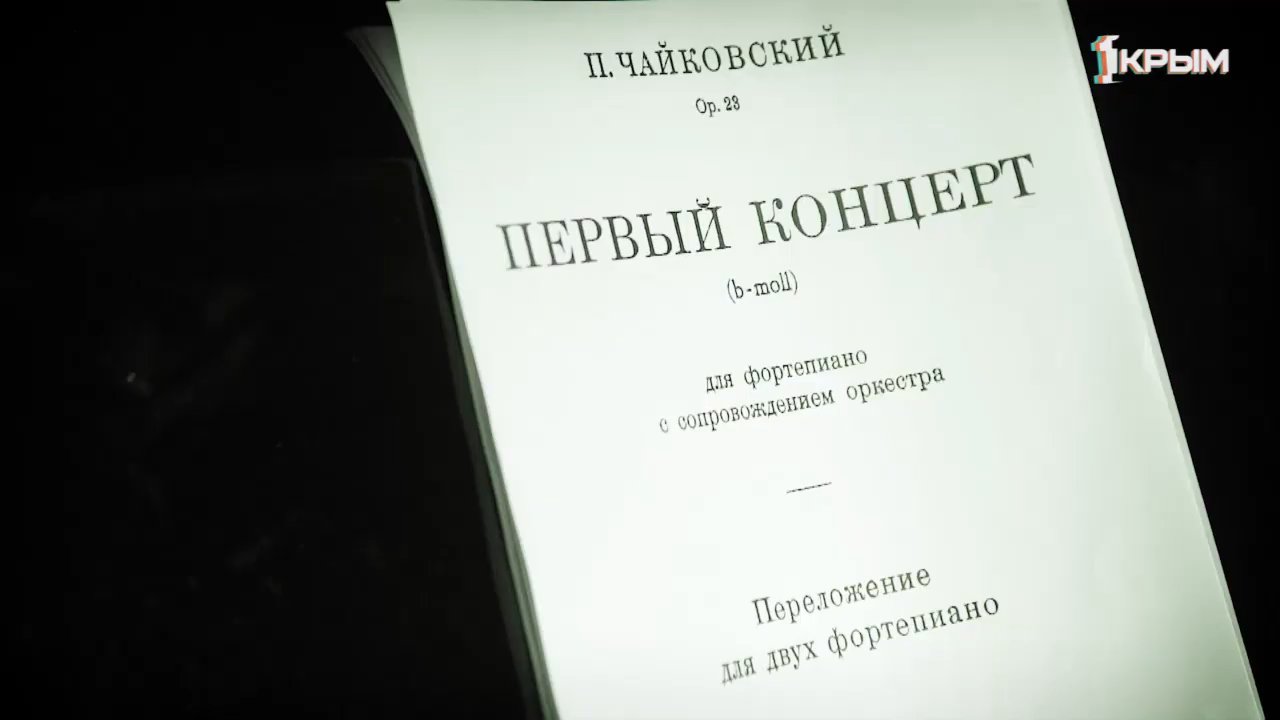 П. ЧАЙКОВСКИЙ
Op. 23
ПЕРВЫЙ КОНЦЕРТ
(b-moll)
для фортепиано
с сопровождением оркестра
Переложение
для двух фортепиано
1КРЫМ